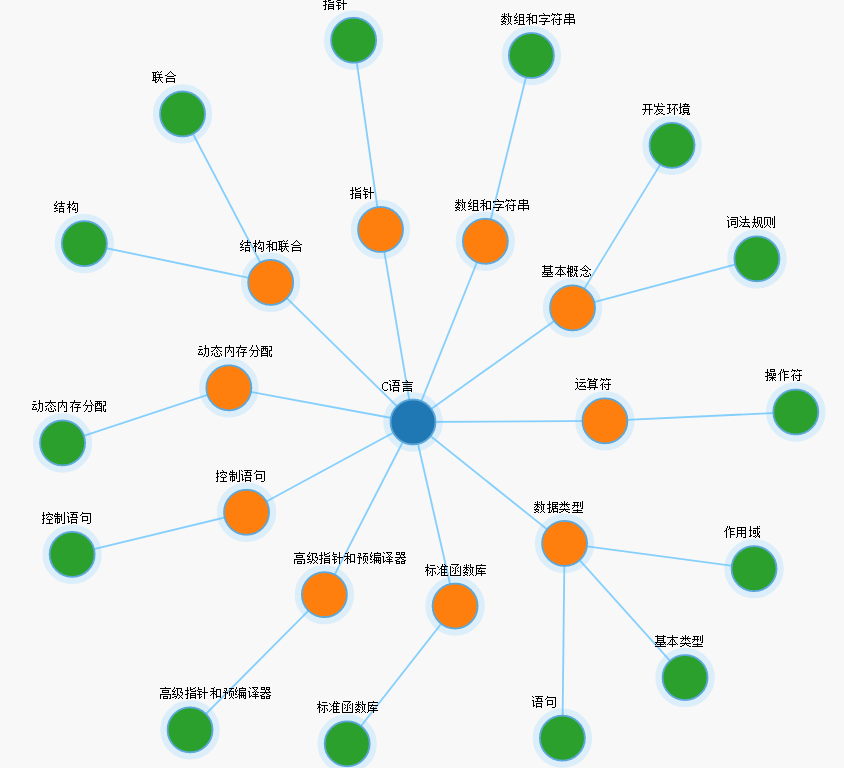 指针
数组和字符串
联合
开发环境
指针
数组和字符串
结构
词法规则
结构和联合
基本概念
动态内存分配
C语言
运算符
操作符
动态内存分配
控制语句
数据类型
控制语句
作用域
高级指针和预编译器
标准函数库
基本类型
高级指针和预编译器
标准函数库
语句